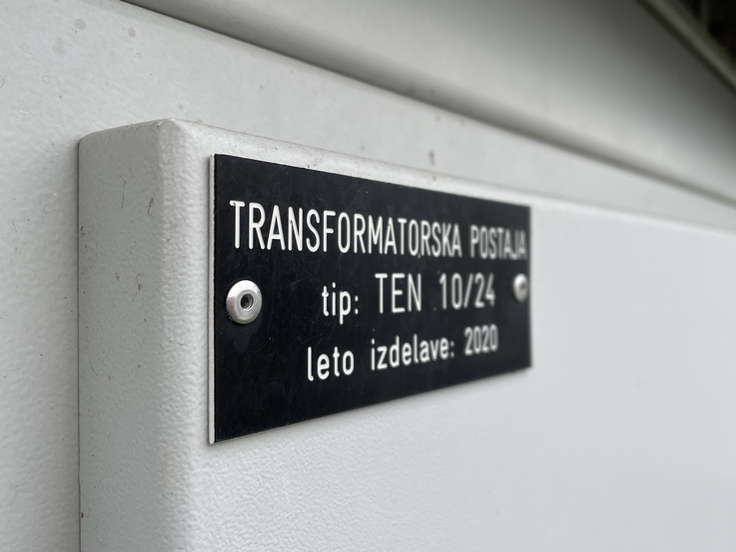 TRANSFORMATORSKA POSTAJA
tip: TEN 10/24
leto izdelave: 2020